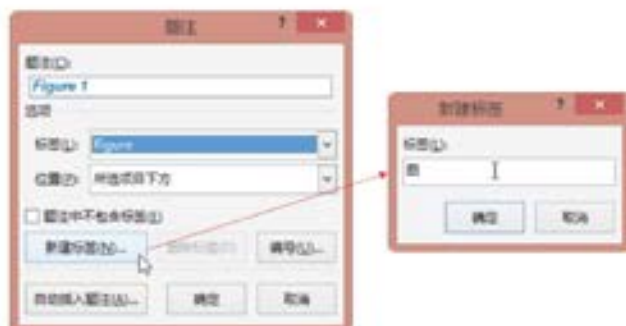 题注
题注(C):
Figure 1
选项
标签(L): Figure
位置(P): 所选项目下方
题注中不包含标签(E)
新建标签(N)... 删除标签(D) 编号(U)...
自动插入题注(A)... 确定 取消
新建标签
标签(L):
图
确定 取消